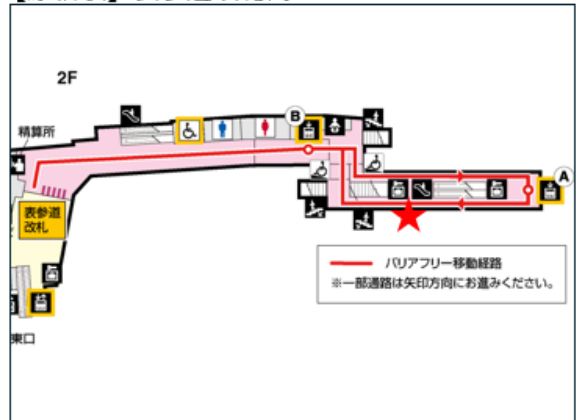 2F
精算所
B
A
表参道
改札
バリアフリー移動経路
※一部通路は矢印方向にお進みください。
東口